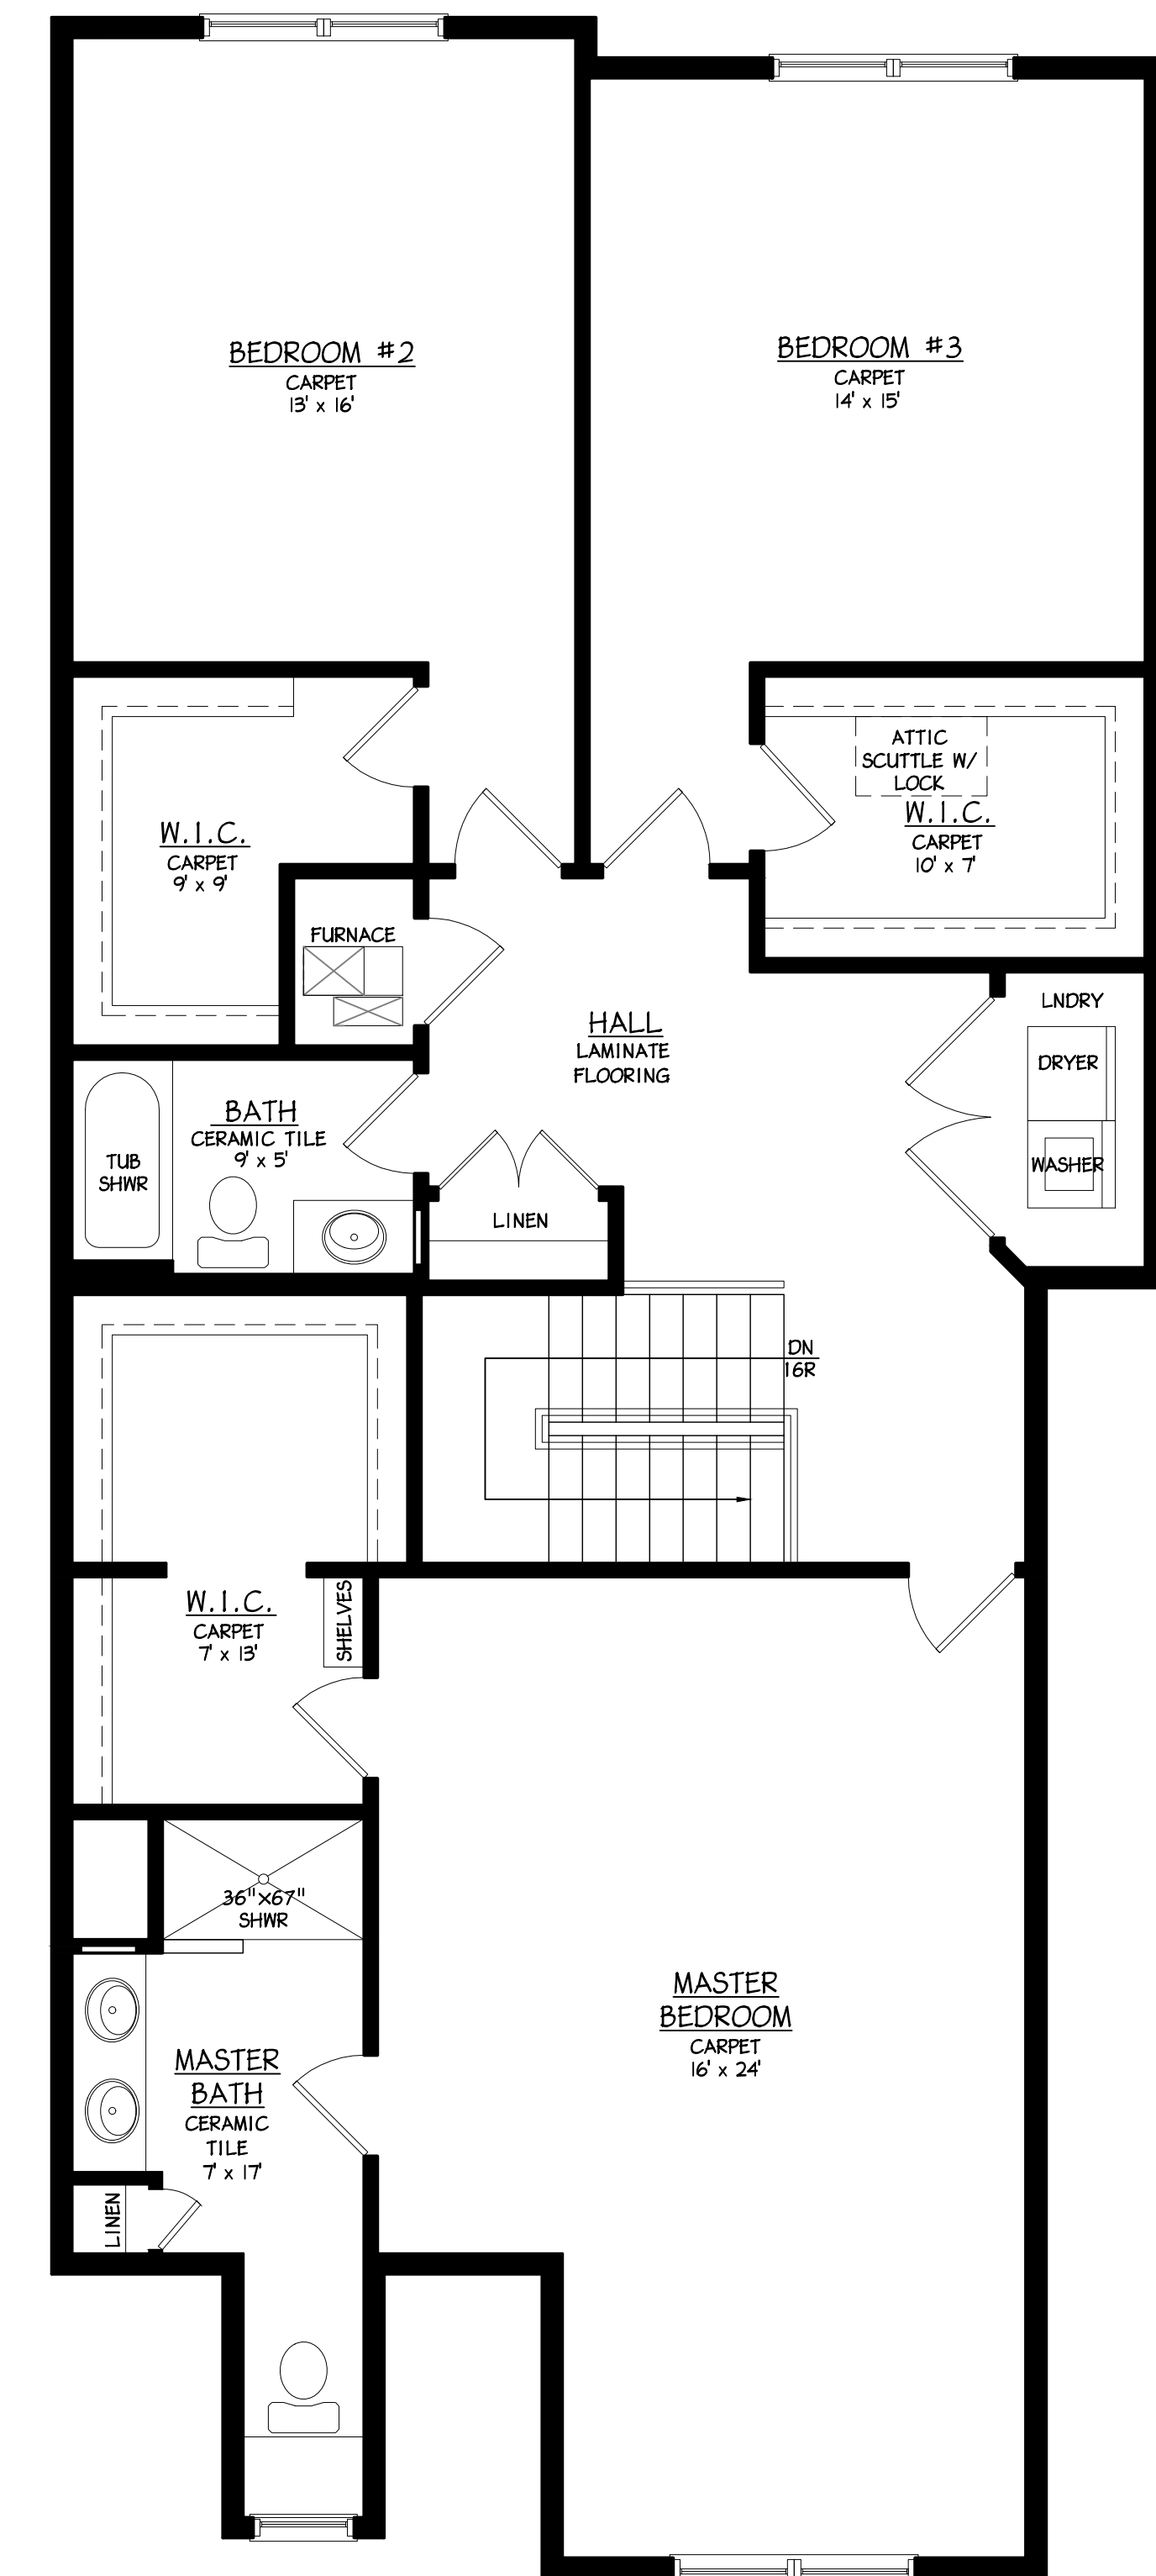 BEDROOM #2
CARPET
13' x 16'
BEDROOM #3
CARPET
14' x 15'
ATTIC
SCUTTLE W/
LOCK
W.I.C.
CARPET
10' x 7'
W.I.C.
CARPET
9' x 9'
FURNACE
HALL
LAMINATE
FLOORING
LNDRY
DRYER
WASHER
BATH
CERAMIC TILE
9' x 5'
TUB
SHWR
LINEN
DN
16R
W.I.C.
CARPET
7' x 13'
SHELVES
36"x67"
SHWR
MASTER
BEDROOM
CARPET
16' x 24'
MASTER
BATH
CERAMIC
TILE
7' x 17'
LINEN